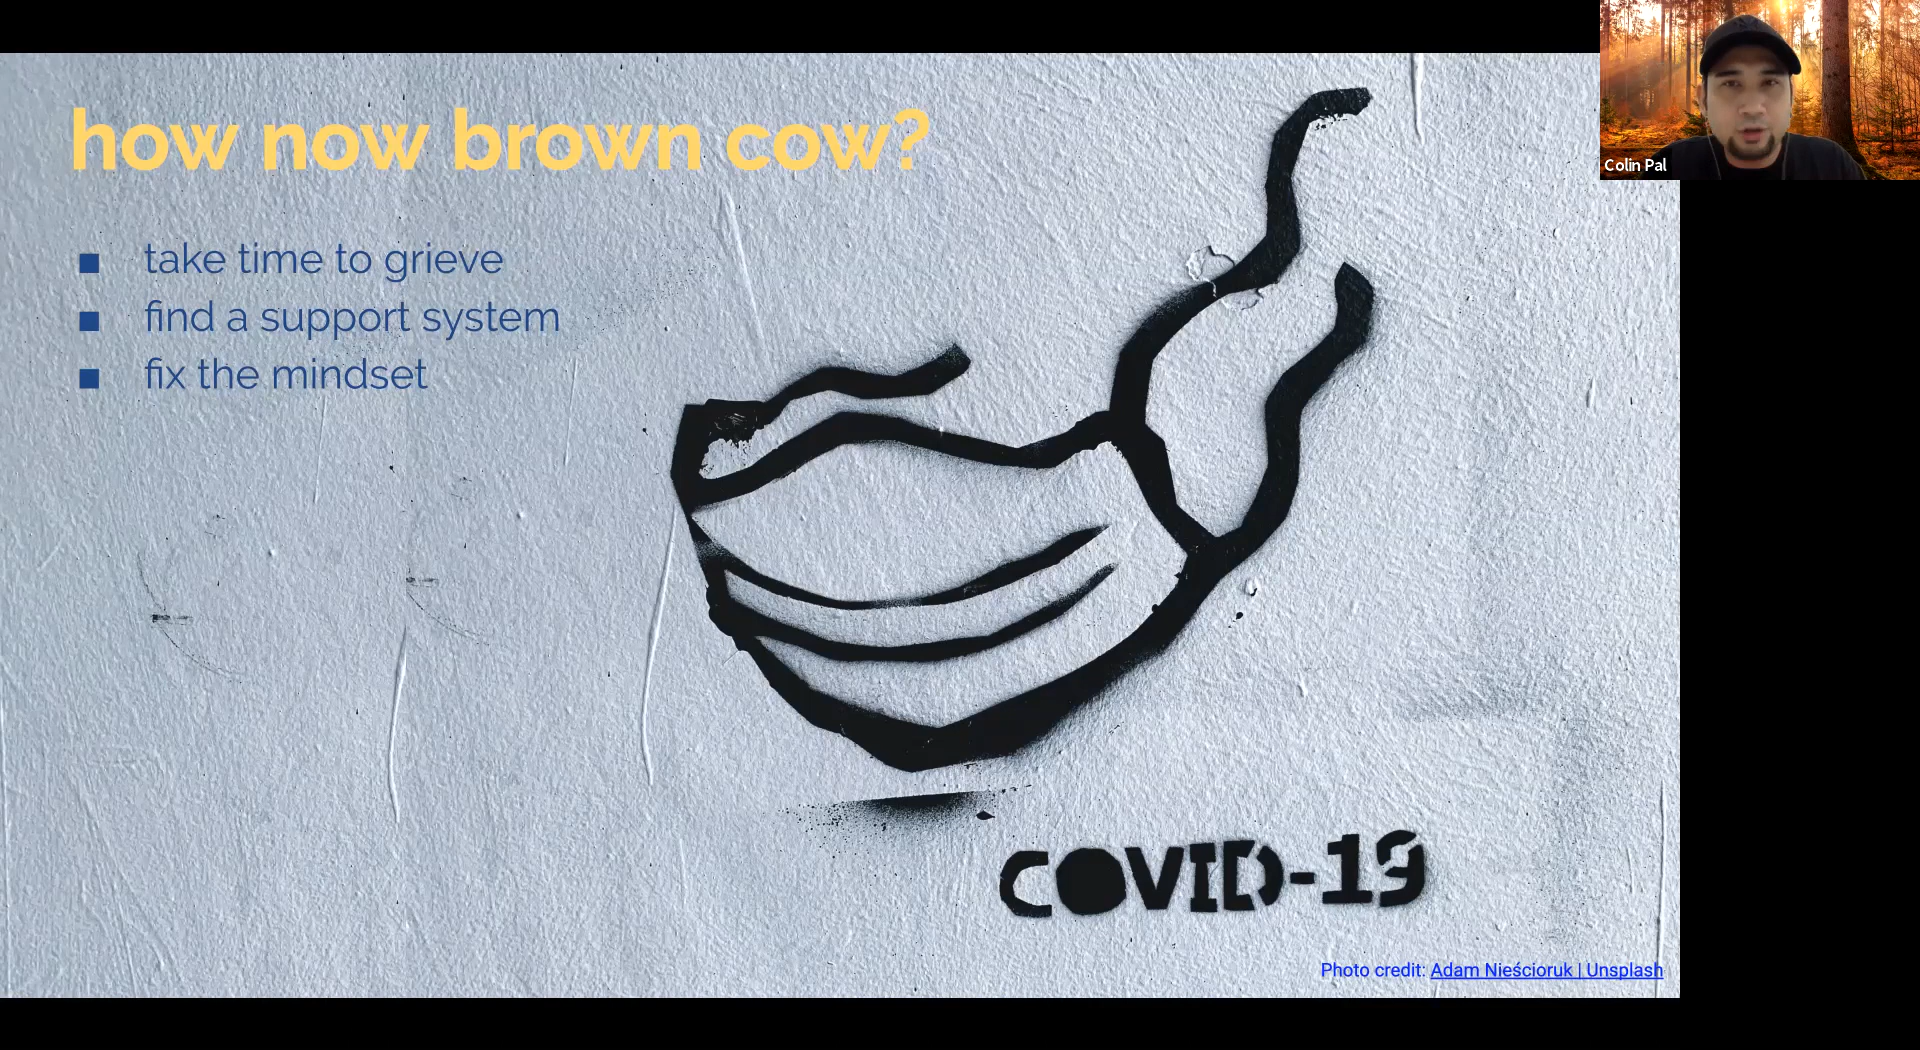 how now brown cow?
take time to grieve
find a support system
fix the mindset
COVID-19
Photo credit: Adam Nieścioruk | Unsplash
Colin Pal